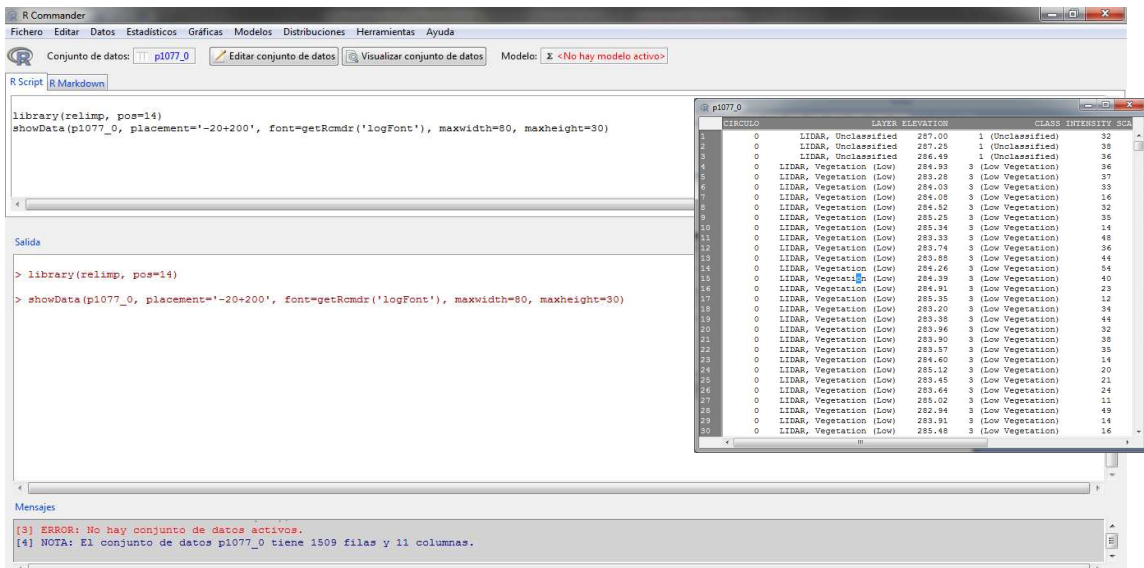 R Commander
Fichero Editar Datos Estadísticos Gráficas Modelos Distribuciones Herramientas Ayuda
Conjunto de datos: p1077_0 Editar conjunto de datos Visualizar conjunto de datos Modelo: Σ <No hay modelo activo>
R Script R Markdown
library(relimp, pos=14)
showData(p1077_0, placement='-20+200', font=getRcmdr('logFont'), maxwidth=80, maxheight=30)
Salida
> library(relimp, pos=14)
> showData(p1077_0, placement='-20+200', font=getRcmdr('logFont'), maxwidth=80, maxheight=30)
Mensajes
[3] ERROR: No hay conjunto de datos activos.
[4] NOTA: El conjunto de datos p1077_0 tiene 1509 filas y 11 columnas.
p1077_0
CIRCULO LAYER ELEVATION CLASS INTENSITY SCA
1 0 LIDAR, Unclassified 287.00 1 (Unclassified) 32
2 0 LIDAR, Unclassified 287.25 1 (Unclassified) 38
3 0 LIDAR, Unclassified 286.49 1 (Unclassified) 36
4 0 LIDAR, Vegetation (Low) 284.93 3 (Low Vegetation) 36
5 0 LIDAR, Vegetation (Low) 283.28 3 (Low Vegetation) 37
6 0 LIDAR, Vegetation (Low) 284.03 3 (Low Vegetation) 33
7 0 LIDAR, Vegetation (Low) 284.08 3 (Low Vegetation) 16
8 0 LIDAR, Vegetation (Low) 284.52 3 (Low Vegetation) 32
9 0 LIDAR, Vegetation (Low) 285.25 3 (Low Vegetation) 35
10 0 LIDAR, Vegetation (Low) 285.34 3 (Low Vegetation) 14
11 0 LIDAR, Vegetation (Low) 283.33 3 (Low Vegetation) 48
12 0 LIDAR, Vegetation (Low) 283.74 3 (Low Vegetation) 36
13 0 LIDAR, Vegetation (Low) 283.88 3 (Low Vegetation) 44
14 0 LIDAR, Vegetation (Low) 284.26 3 (Low Vegetation) 54
15 0 LIDAR, Vegetation (Low) 284.39 3 (Low Vegetation) 40
16 0 LIDAR, Vegetation (Low) 284.91 3 (Low Vegetation) 23
17 0 LIDAR, Vegetation (Low) 285.35 3 (Low Vegetation) 12
18 0 LIDAR, Vegetation (Low) 283.20 3 (Low Vegetation) 34
19 0 LIDAR, Vegetation (Low) 283.38 3 (Low Vegetation) 44
20 0 LIDAR, Vegetation (Low) 283.96 3 (Low Vegetation) 32
21 0 LIDAR, Vegetation (Low) 283.90 3 (Low Vegetation) 38
22 0 LIDAR, Vegetation (Low) 283.57 3 (Low Vegetation) 35
23 0 LIDAR, Vegetation (Low) 284.60 3 (Low Vegetation) 14
24 0 LIDAR, Vegetation (Low) 285.12 3 (Low Vegetation) 20
25 0 LIDAR, Vegetation (Low) 283.45 3 (Low Vegetation) 21
26 0 LIDAR, Vegetation (Low) 283.64 3 (Low Vegetation) 24
27 0 LIDAR, Vegetation (Low) 285.02 3 (Low Vegetation) 11
28 0 LIDAR, Vegetation (Low) 282.94 3 (Low Vegetation) 49
29 0 LIDAR, Vegetation (Low) 283.91 3 (Low Vegetation) 14
30 0 LIDAR, Vegetation (Low) 285.48 3 (Low Vegetation) 16